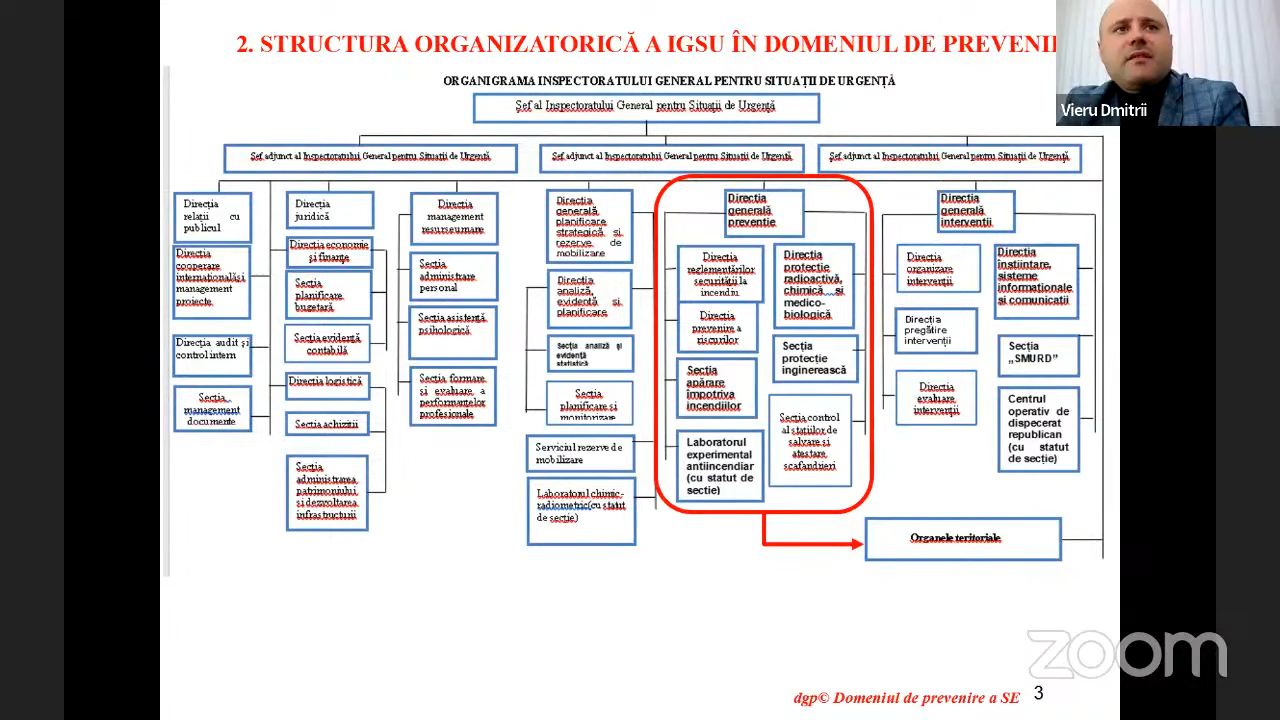 2. STRUCTURA ORGANIZATORICĂ A IGSU ÎN DOMENIUL DE PREVENI
Vieru Dmitrii
ORGANIGRAMA INSPECTORATULUI GENERAL PENTRU SITUAȚII DE URGENȚĂ
Șef al Inspectoratului General pentru Situații de Urgență
Șef adjunct al Inspectoratului General pentru Situații de Urgență
Șef adjunct al Inspectoratului General pentru Situații de Urgență
Șef adjunct al Inspectoratului General pentru Situații de Urgență
Direcția
relații cu
publicul
Direcția
cooperare
internațională și
management
proiecte
Direcția audit și
control intern
Secția
management
documente
Direcția
juridică
Direcția economie
și finanțe
Secția
planificare
bugetară
Secția evidență
contabilă
Direcția logistică
Secția achiziții
Secția
administrarea
patrimoniului
și dezvoltarea
infrastructurii
Direcția
management
resurse umare
Secția
administrare
personal
Secția asistență
psihologică
Secția formare
și evaluare a
performanțelor
profesionale
Direcția
generală
planificare
strategică și
rezerve de
mobilizare
Direcția
analiză,
evidență și
planificare
Secția analiză și
evidență
statistică
Secția
planificare și
monitorizare
Serviciul rezerve de
mobilizare
Laboratorul chimic-
radiometric(cu statut
de secție)
Direcția
generală
prevenție
Direcția
reglementărilor
securității la
incendiu
Direcția
prevenire a
riscurilor
Secția
apărare
împotriva
incendiilor
Laboratorul
experimental
antiincendiar
(cu statut de
secție)
Direcția
protecție
radioactivă,
chimică și
medico-
biologică
Secția
protecție
inginerească
Secția control
al stațiilor de
salvare și
atestare
scafandrieri
Direcția
generală
intervenții
Direcția
organizare
intervenții
Direcția
pregătire
intervenții
Direcția
evaluare
intervenții
Direcția
înștiințare,
sisteme
informaționale
și comunicații
Secția
„SMURD”
Centrul
operativ de
dispecerat
republican
(cu statut
de secție)
Organele teritoriale
zoom
dgp© Domeniul de prevenire a SE
3